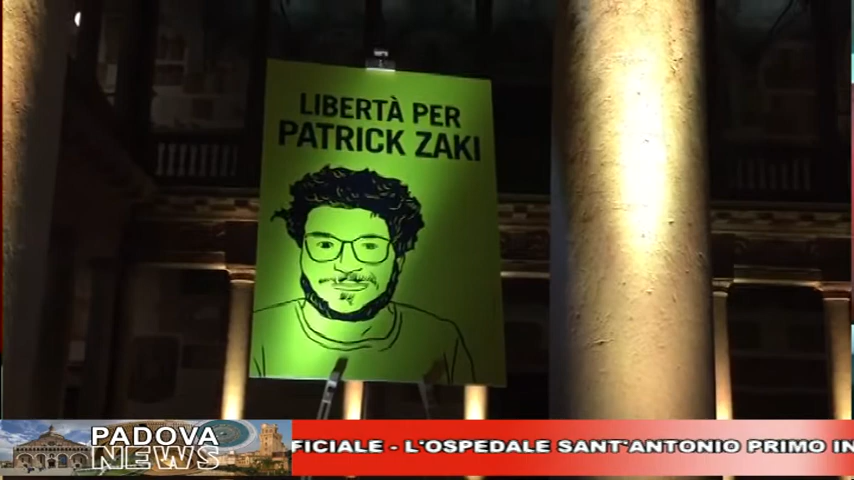 LIBERTÀ PER
PATRICK ZAKI
PADOVA
NEWS
FICIALE - L'OSPEDALE SANT'ANTONIO PRIMO IN